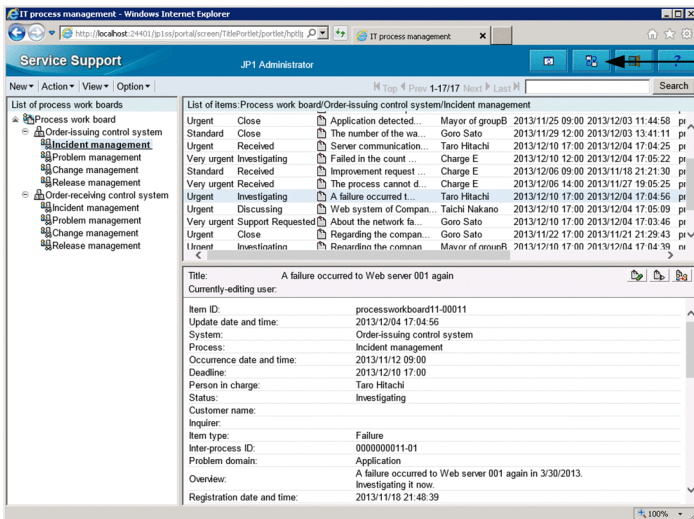 IT process management - Windows Internet Explorer
http://localhost:24401/jp1ss/portal/screen/TitlePortlet/portlet/hptlj
IT process management
Service Support
JP1 Administrator
?
New Action View Option
Top Prev 1-17/17 Next Last
Search
List of process work boards
Process work board
Order-issuing control system
Incident management
Problem management
Change management
Release management
Order-receiving control system
Incident management
Problem management
Change management
Release management
List of items:Process work board/Order-issuing control system/Incident management
Urgent Close Application detected... Mayor of groupB 2013/11/25 09:00 2013/12/03 11:44:58 pr
Standard Close The number of the wa... Goro Sato 2013/11/29 12:00 2013/12/03 13:41:11 pr
Urgent Received Server communication... Taro Hitachi 2013/12/10 17:00 2013/12/04 17:04:25 pr
Very urgent Investigating Failed in the count ... Charge E 2013/12/10 12:00 2013/12/04 17:05:22 pr
Standard Received Improvement request ... Charge E 2013/12/06 09:00 2013/11/18 21:21:30 pr
Very urgent Received The process cannot d... Charge E 2013/12/06 14:00 2013/11/27 19:05:25 pr
Urgent Investigating A failure occurred t... Taro Hitachi 2013/12/10 17:00 2013/12/04 17:04:56 pr
Urgent Discussing Web system of Compan... Taichi Nakano 2013/12/10 17:00 2013/12/04 17:05:09 pr
Very urgent Support Requested About the network fa... Goro Sato 2013/12/10 17:00 2013/12/04 17:03:46 pr
Urgent Close Regarding the compan... Goro Sato 2013/11/22 17:00 2013/11/21 21:29:43 pr
Urgent Investigating Regarding the compan... Mayor of groupB 2013/12/10 17:00 2013/12/04 17:04:39 pr
Title: A failure occurred to Web server 001 again
Currently-editing user:
Item ID: processworkboard11-00011
Update date and time: 2013/12/04 17:04:56
System: Order-issuing control system
Process: Incident management
Occurrence date and time: 2013/11/12 09:00
Deadline: 2013/12/10 17:00
Person in charge: Taro Hitachi
Status: Investigating
Customer name:
Inquirer:
Item type: Failure
Inter-process ID: 0000000011-01
Problem domain: Application
Overview: A failure occurred to Web server 001 again in 3/30/2013.
Investigating it now.
Registration date and time: 2013/11/18 21:48:39
100%